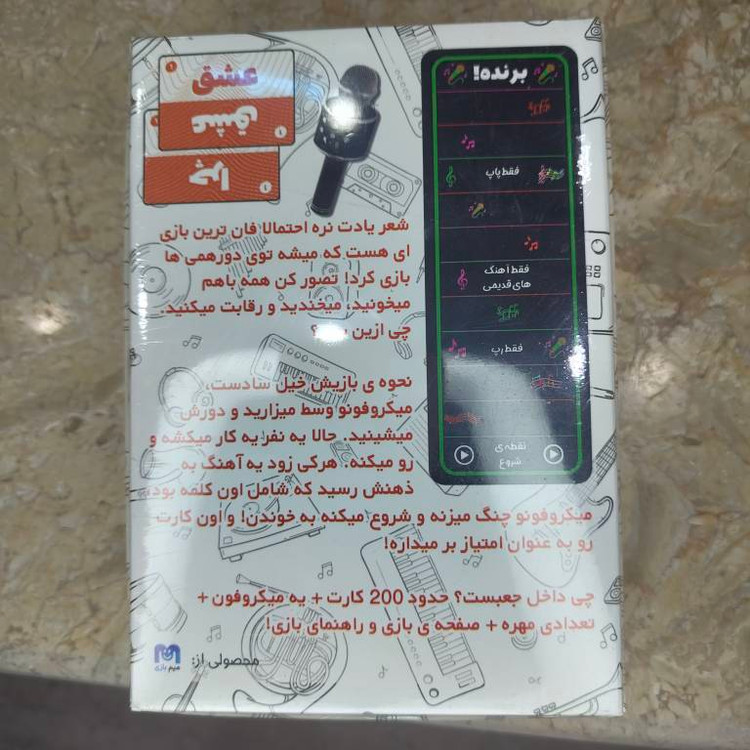 عشق
عشق
چرا
برنده!
فقط پاپ
فقط آهنگ
های قدیمی
فقط رپ
نقطه‌ی
شروع
شعر یادت نره احتمالا فان ترین بازی
ای هست که میشه توی دورهمی ها
بازی کرد! تصور کن همه باهم
میخونید، میخندید و رقابت میکنید.
چی ازین ؟
نحوه ی بازیش خیل سادست،
میکروفونو وسط میزارید و دورش
میشینید. حالا یه نفر یه کار میکشه و
رو میکنه. هرکی زود یه آهنگ به
ذهنش رسید که شامل اون کلمه بود،
میکروفونو چنگ میزنه و شروع میکنه به خوندن! و اون کارت
رو به عنوان امتیاز بر میداره!
چی داخل جعبست؟ حدود 200 کارت + یه میکروفون +
تعدادی مهره + صفحه ی بازی و راهنمای بازی!
محصولی از:
میم بازی